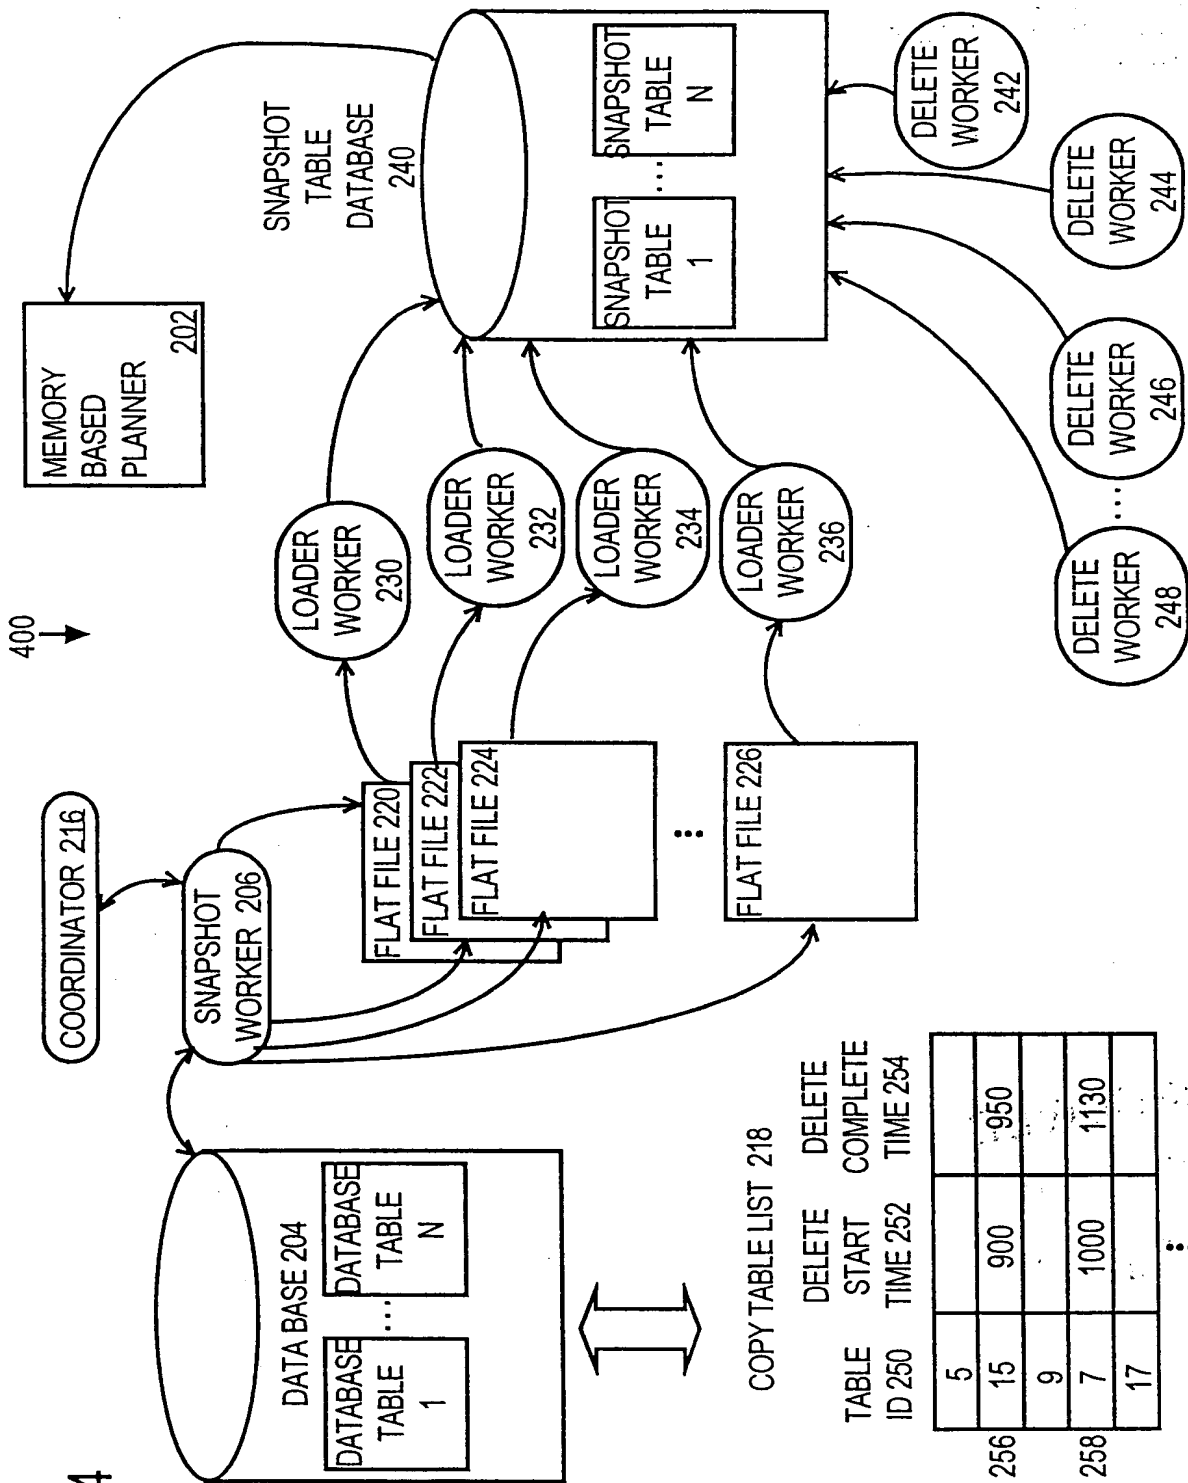 400
COORDINATOR 216
SNAPSHOT
WORKER 206
DATA BASE 204
DATABASE
TABLE
1
...
DATABASE
TABLE
N
FLAT FILE 220
FLAT FILE 222
FLAT FILE 224
...
FLAT FILE 226
LOADER
WORKER
230
LOADER
WORKER
232
LOADER
WORKER
234
LOADER
WORKER
236
MEMORY
BASED
PLANNER
202
SNAPSHOT
TABLE
DATABASE
240
SNAPSHOT
TABLE
1
...
SNAPSHOT
TABLE
N
DELETE
WORKER
242
DELETE
WORKER
244
DELETE
WORKER
246
...
DELETE
WORKER
248
COPY TABLE LIST 218
TABLE
ID 250
DELETE
START
TIME 252
DELETE
COMPLETE
TIME 254
5
256 15 900 950
9
258 7 1000 1130
17
...